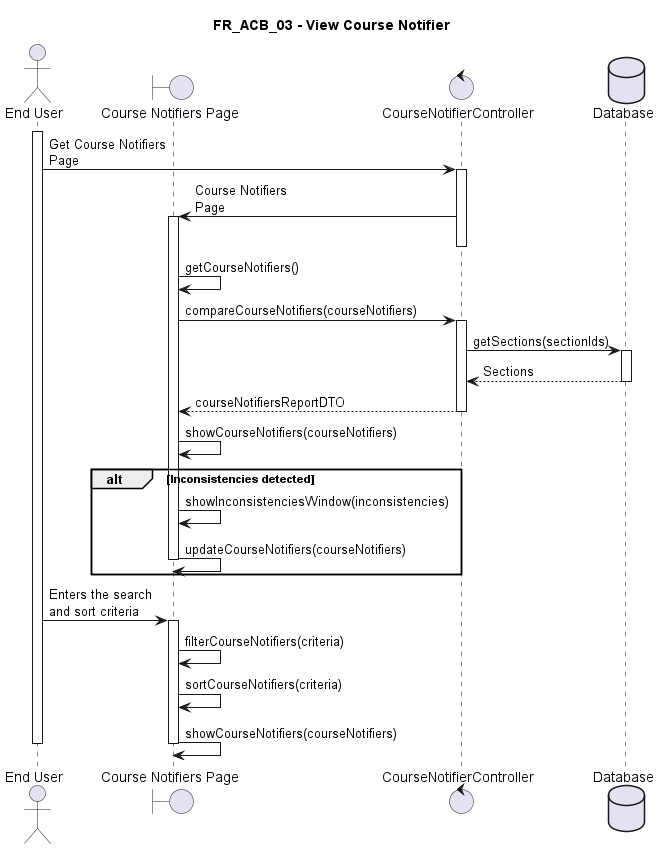 FR_ACB_03 - View Course Notifier
End User
Course Notifiers Page
CourseNotifierController
Database
Get Course Notifiers
Page
Course Notifiers
Page
getCourseNotifiers()
compareCourseNotifiers(courseNotifiers)
getSections(sectionIds)
Sections
courseNotifiersReportDTO
showCourseNotifiers(courseNotifiers)
alt
[Inconsistencies detected]
showInconsistenciesWindow(inconsistencies)
updateCourseNotifiers(courseNotifiers)
Enters the search
and sort criteria
filterCourseNotifiers(criteria)
sortCourseNotifiers(criteria)
showCourseNotifiers(courseNotifiers)
End User
Course Notifiers Page
CourseNotifierController
Database